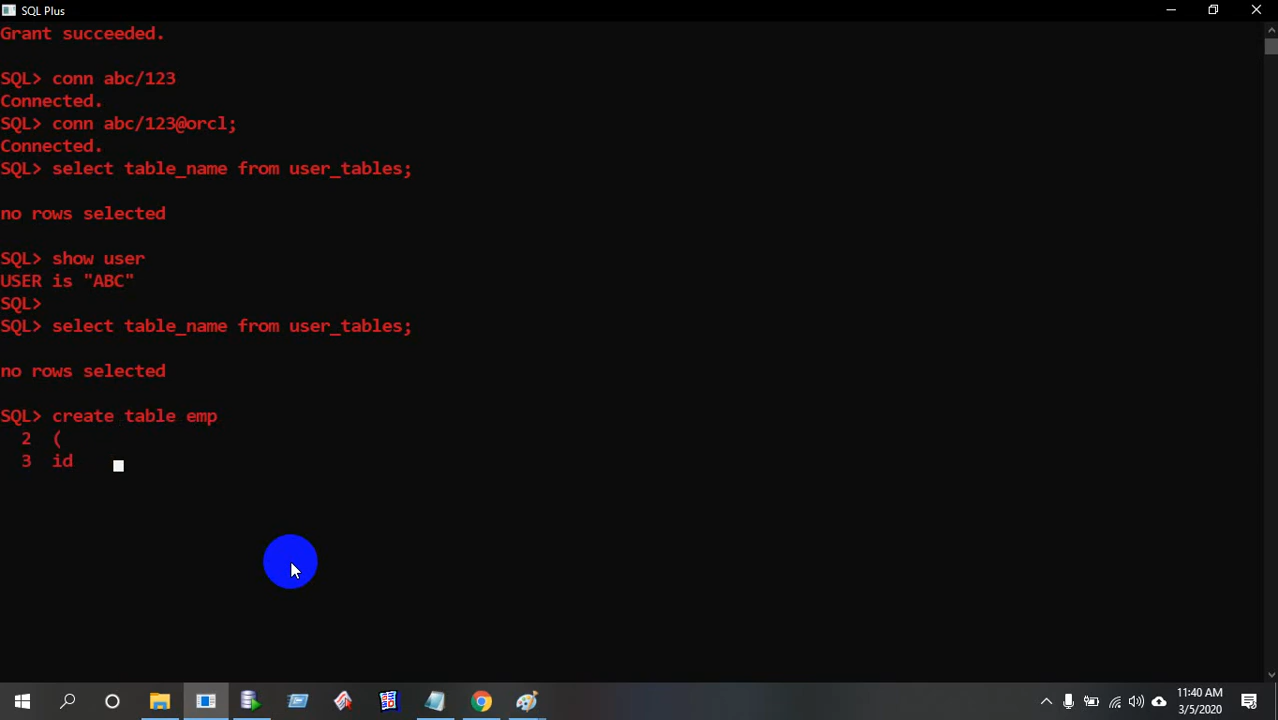 SQL Plus
Grant succeeded.
SQL> conn abc/123
Connected.
SQL> conn abc/123@orcl;
Connected.
SQL> select table_name from user_tables;
no rows selected
SQL> show user
USER is "ABC"
SQL>
SQL> select table_name from user_tables;
no rows selected
SQL> create table emp
2 (
3 id
11:40 AM
3/5/2020